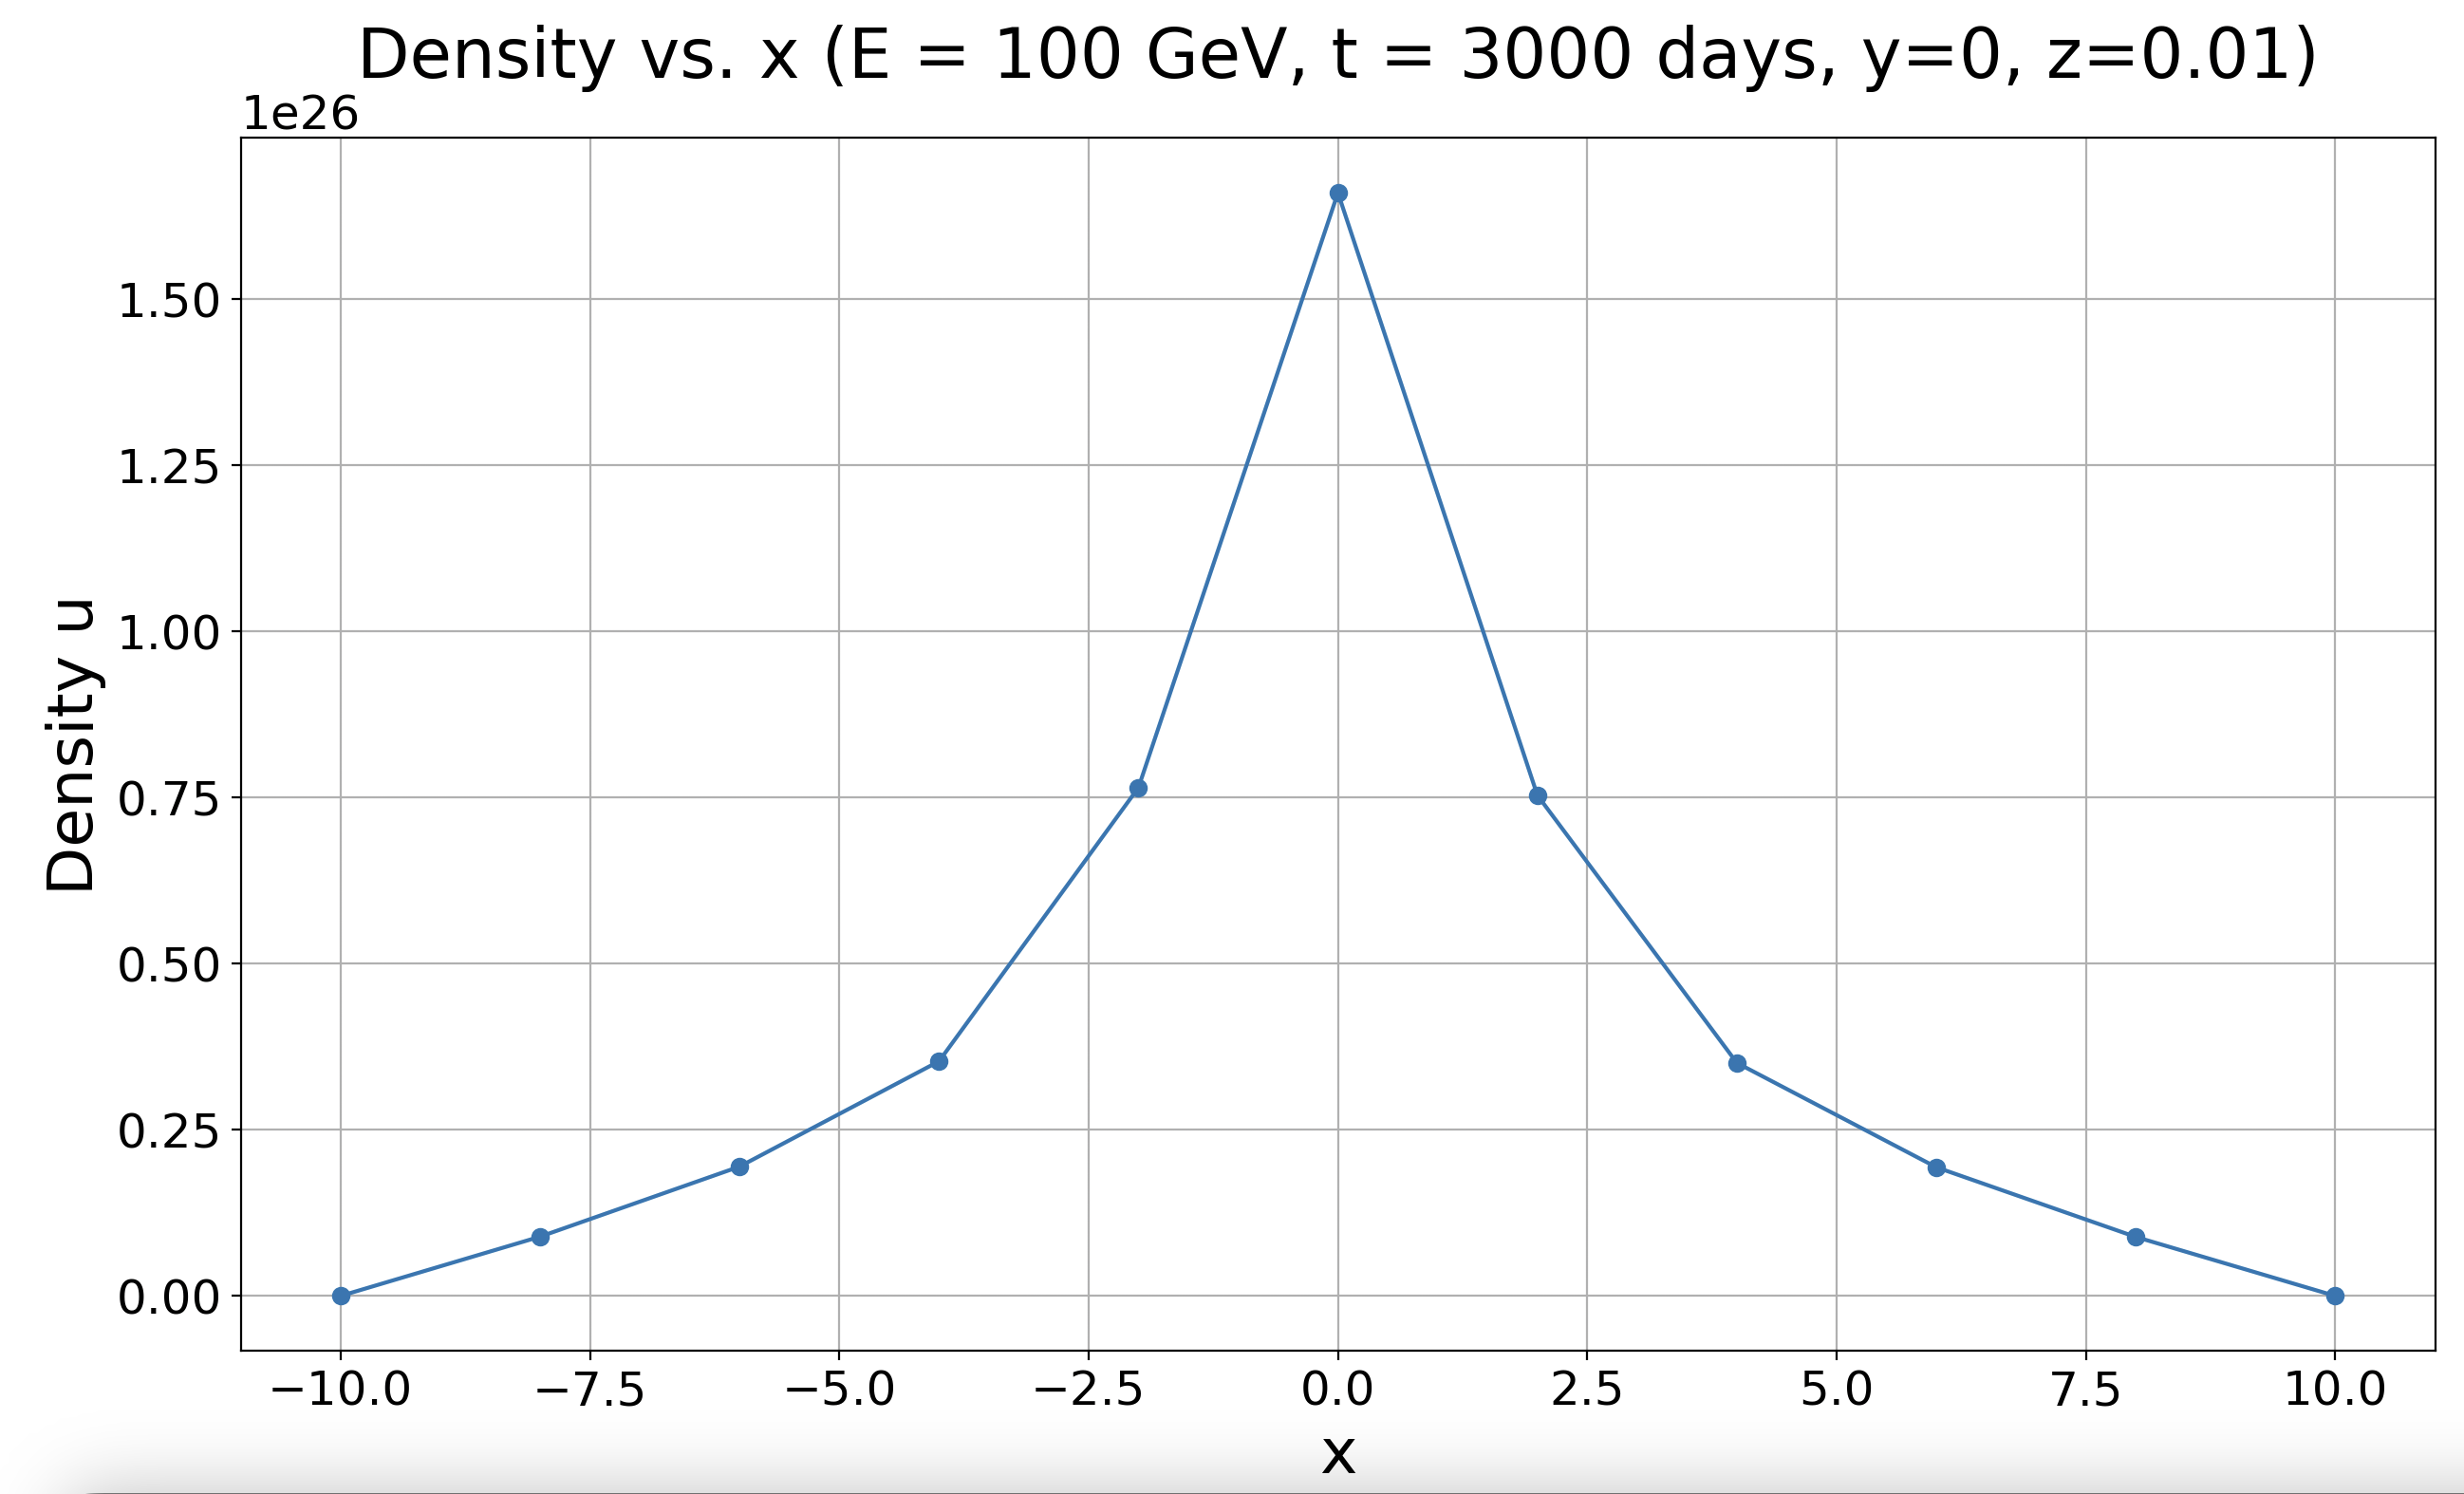 Density vs. x (E = 100 GeV, t = 3000 days, y=0, z=0.01)
1e26
1.50
1.25
1.00
0.75
0.50
0.25
0.00
Density u
−10.0 −7.5 −5.0 −2.5 0.0 2.5 5.0 7.5 10.0
x